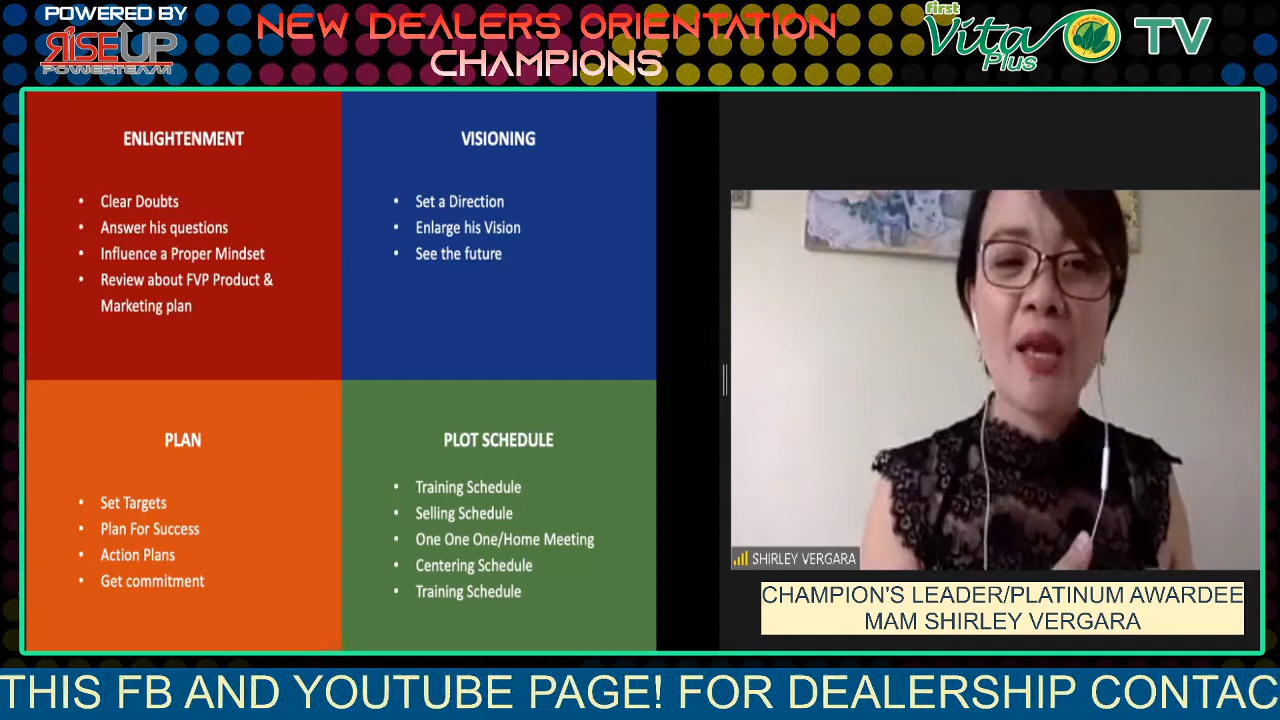 POWERED BY
RISEUP
POWERTEAM
NEW DEALERS ORIENTATION
CHAMPIONS
First
Vita
Plus
TV
ENLIGHTENMENT
• Clear Doubts
• Answer his questions
• Influence a Proper Mindset
• Review about FVP Product &
Marketing plan
VISIONING
• Set a Direction
• Enlarge his Vision
• See the future
PLAN
• Set Targets
• Plan For Success
• Action Plans
• Get commitment
PLOT SCHEDULE
• Training Schedule
• Selling Schedule
• One One One/Home Meeting
• Centering Schedule
• Training Schedule
SHIRLEY VERGARA
CHAMPION'S LEADER/PLATINUM AWARDEE
MAM SHIRLEY VERGARA
THIS FB AND YOUTUBE PAGE! FOR DEALERSHIP CONTAC